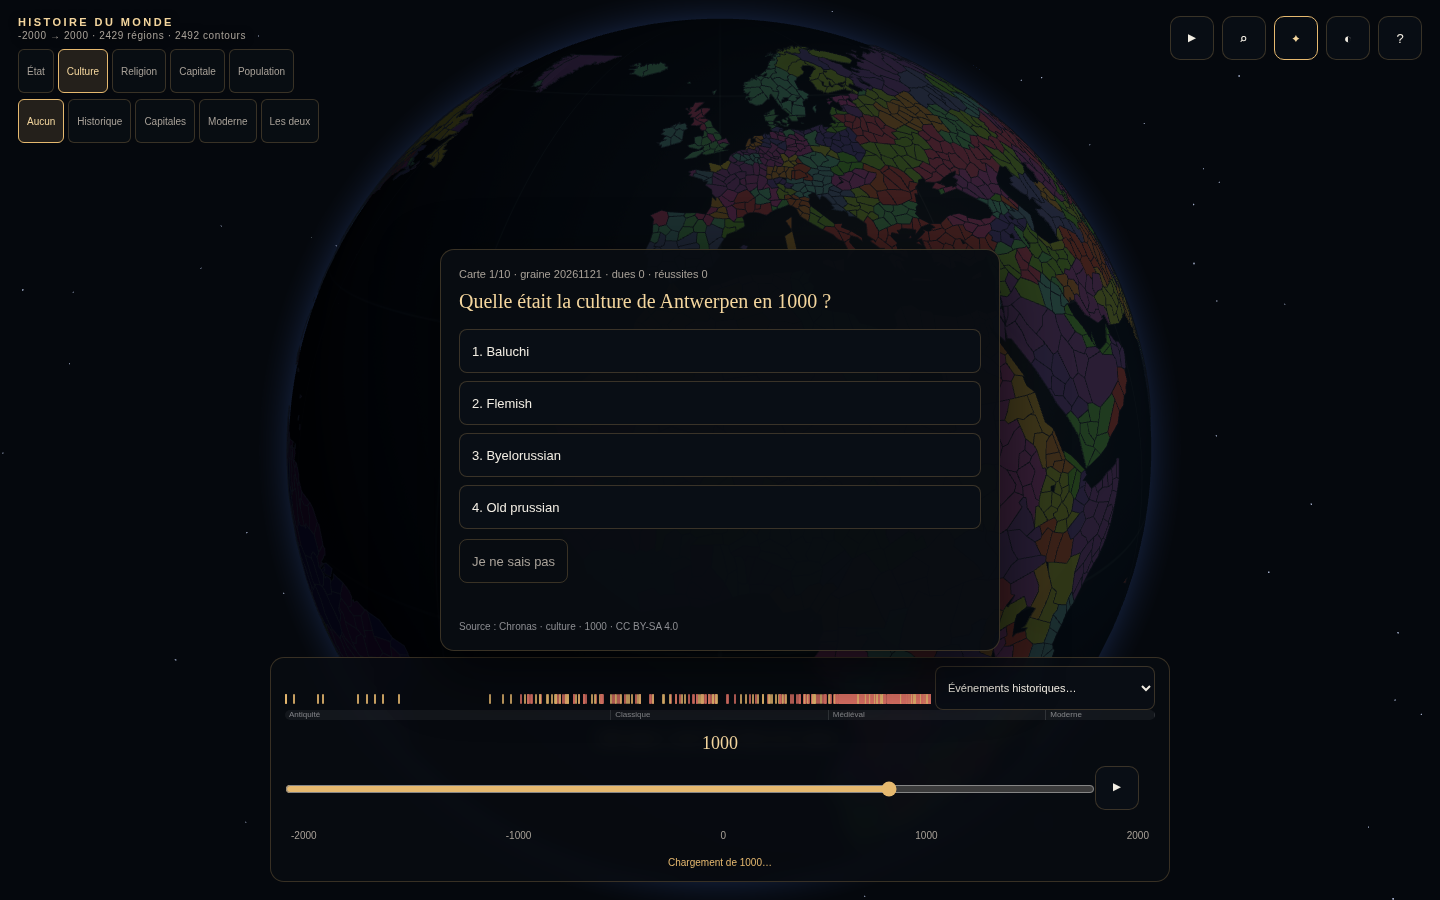 HISTOIRE DU MONDE
-2000 → 2000 · 2429 régions · 2492 contours
État
Culture
Religion
Capitale
Population
Aucun
Historique
Capitales
Moderne
Les deux
?
Carte 1/10 · graine 20261121 · dues 0 · réussites 0
Quelle était la culture de Antwerpen en 1000 ?
1. Baluchi
2. Flemish
3. Byelorussian
4. Old prussian
Je ne sais pas
Source : Chronas · culture · 1000 · CC BY-SA 4.0
Événements historiques…
Antiquité
Classique
Médiéval
Moderne
1000
-2000
-1000
0
1000
2000
Chargement de 1000…